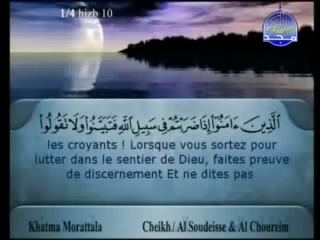 1/4 hizb 10
ٱلَّذِينَ ءَامَنُوٓا۟ إِذَا ضَرَبْتُمْ فِى سَبِيلِ ٱللَّهِ فَتَبَيَّنُوا۟ وَلَا تَقُولُوا۟
les croyants ! Lorsque vous sortez pour
lutter dans le sentier de Dieu, faites preuve
de discernement Et ne dites pas
Khatma Morattala
Cheikh / Al Soudeisse & Al Choureim